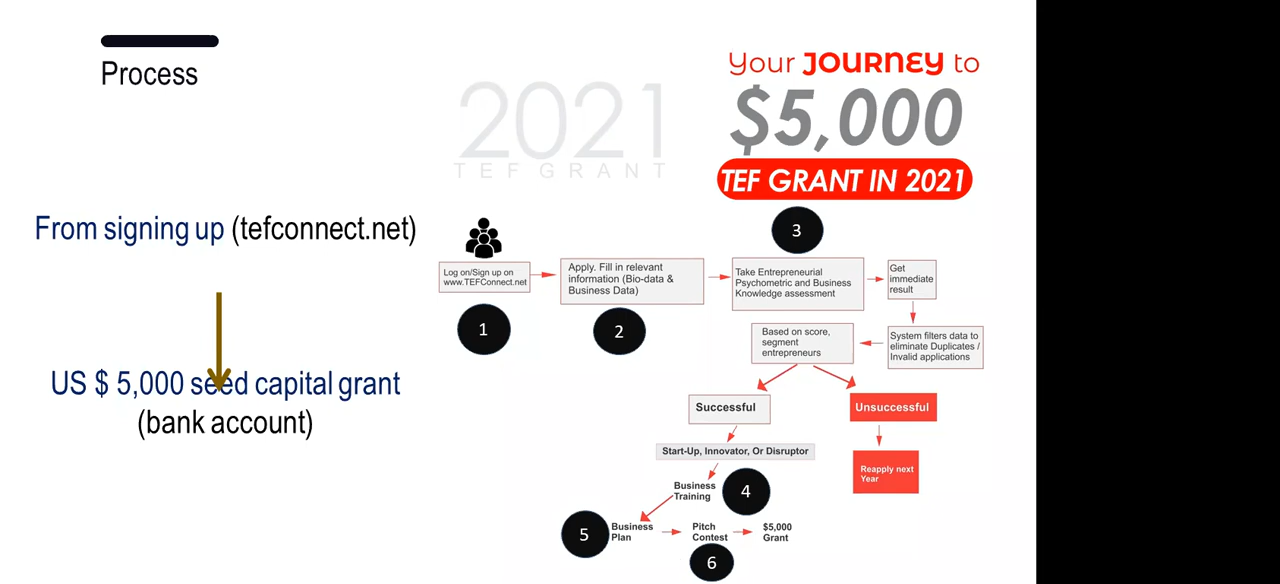 Process
2021
TEF GRANT
Your JOURNEY to
$5,000
TEF GRANT IN 2021
From signing up (tefconnect.net)
US $ 5,000 seed capital grant
(bank account)
Log on/Sign up on
www.TEFConnect.net
1
Apply. Fill in relevant
information (Bio-data &
Business Data)
2
3
Take Entrepreneurial
Psychometric and Business
Knowledge assessment
Get
immediate
result
System filters data to
eliminate Duplicates /
Invalid applications
Based on score,
segment
entrepreneurs
Successful
Unsuccessful
Start-Up, Innovator, Or Disruptor
Reapply next
Year
Business
Training
4
5
Business
Plan
Pitch
Contest
6
$5,000
Grant